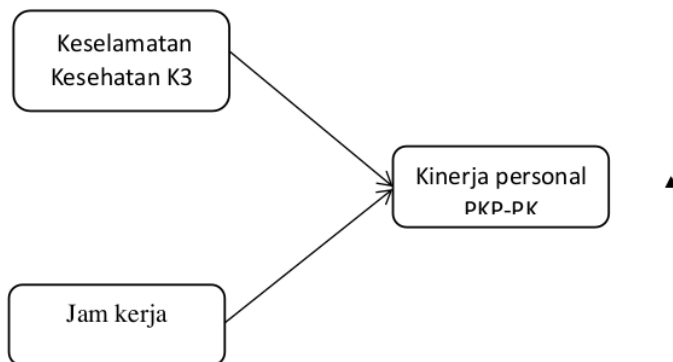 Keselamatan
Kesehatan K3
Kinerja personal
PKP-PK
Jam kerja